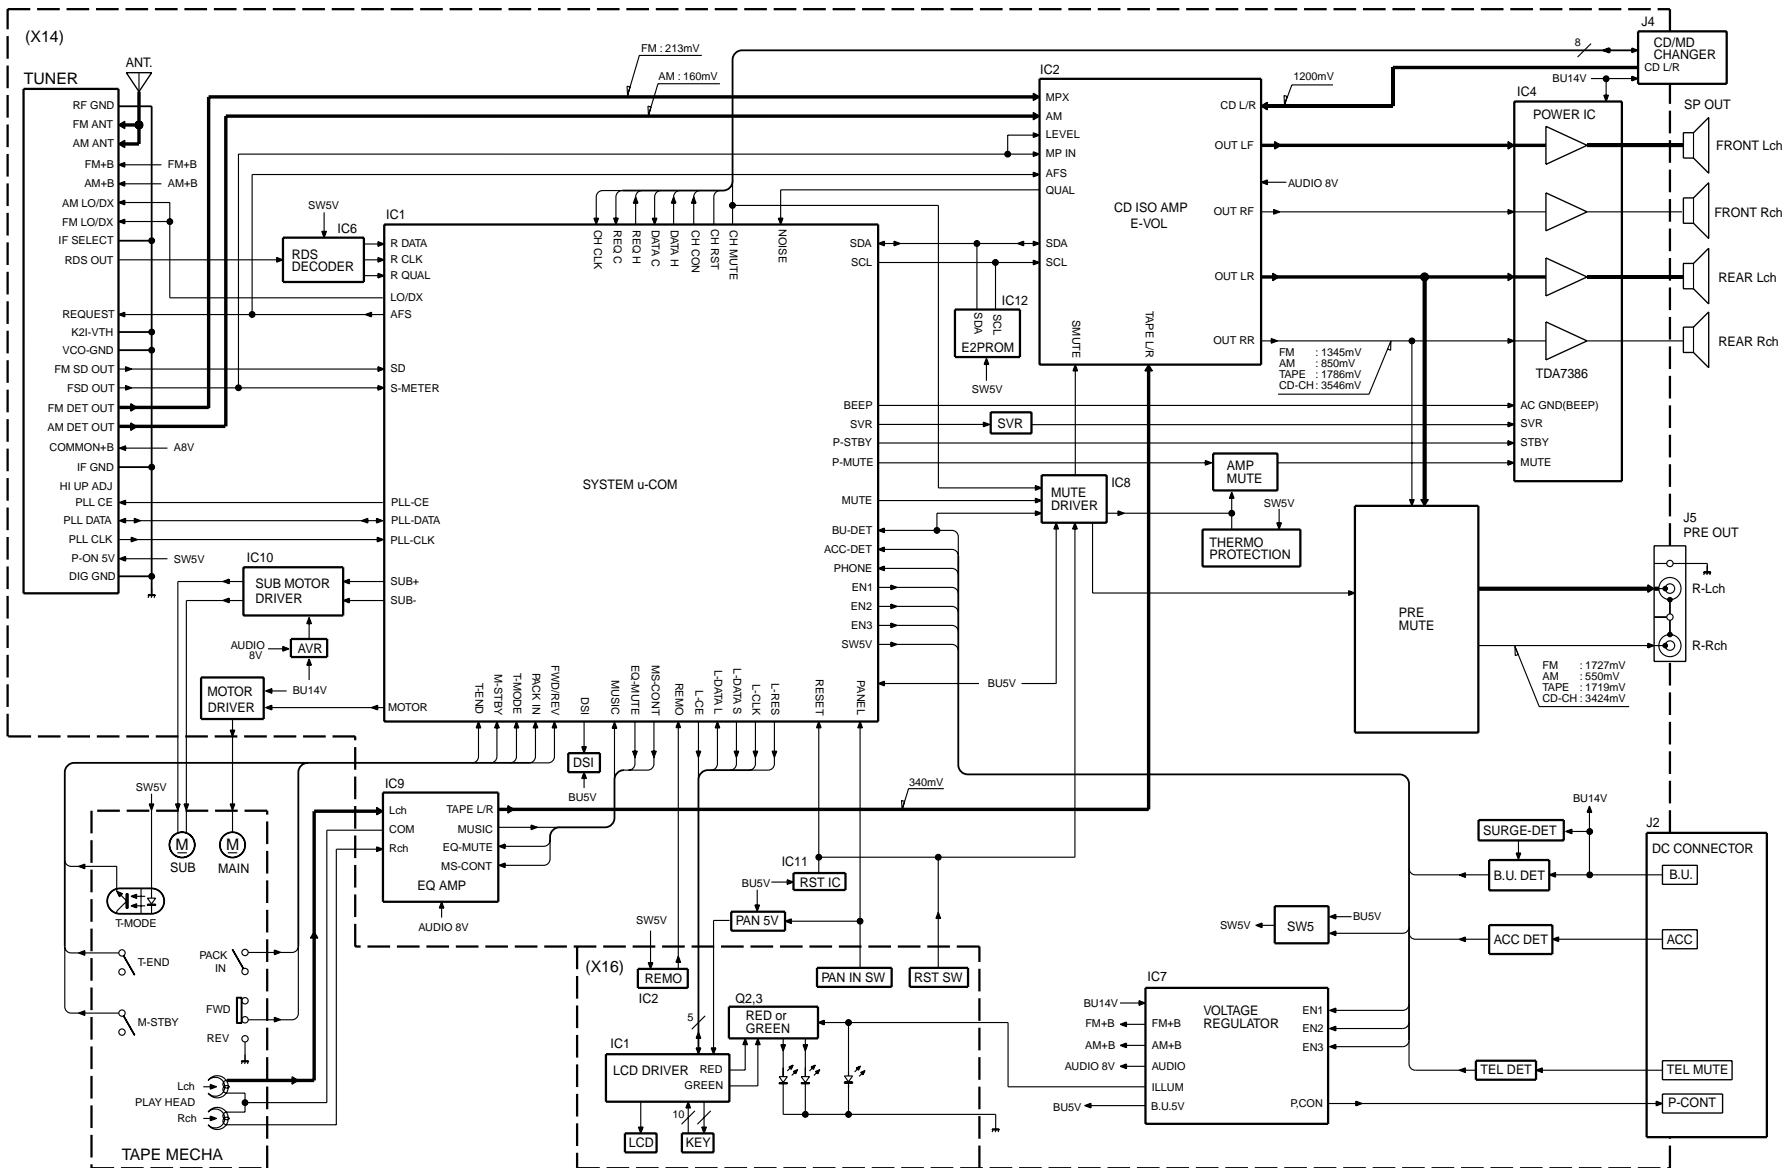 (X14)
TUNER
ANT.
RF GND
FM ANT
AM ANT
FM+B
FM+B
AM+B
AM+B
AM LO/DX
FM LO/DX
IF SELECT
RDS OUT
REQUEST
K2I-VTH
VCO-GND
FM SD OUT
FSD OUT
FM DET OUT
AM DET OUT
COMMON+B
A8V
IF GND
HI UP ADJ
PLL CE
PLL DATA
PLL CLK
P-ON 5V
SW5V
DIG GND
FM : 213mV
AM : 160mV
SW5V
IC6
RDS
DECODER
IC1
R DATA
R CLK
R QUAL
LO/DX
AFS
SD
S-METER
PLL-CE
PLL-DATA
PLL-CLK
SUB+
SUB-
MOTOR
SYSTEM u-COM
CH CLK
REQ C
REQ H
DATA C
DATA H
CH CON
CH RST
CH MUTE
NOISE
SDA
SCL
BEEP
SVR
P-STBY
P-MUTE
MUTE
BU-DET
ACC-DET
PHONE
EN1
EN2
EN3
SW5V
T-END
M-STBY
T-MODE
PACK IN
FWD/REV
DSI
MUSIC
EQ-MUTE
MS-CONT
REMO
L-CE
L-DATA L
L-DATA S
L-CLK
L-RES
RESET
PANEL
BU5V
IC10
SUB MOTOR
DRIVER
AUDIO
8V
AVR
BU14V
MOTOR
DRIVER
IC2
MPX
AM
LEVEL
MP IN
AFS
QUAL
SDA
SCL
CD ISO AMP
E-VOL
CD L/R
OUT LF
AUDIO 8V
OUT RF
OUT LR
OUT RR
SMUTE
TAPE L/R
1200mV
IC12
SDA
SCL
E2PROM
SW5V
FM : 1345mV
AM : 850mV
TAPE : 1786mV
CD-CH : 3546mV
8
J4
CD/MD
CHANGER
CD L/R
BU14V
IC4
POWER IC
TDA7386
AC GND(BEEP)
SVR
STBY
MUTE
SP OUT
FRONT Lch
FRONT Rch
REAR Lch
REAR Rch
SVR
AMP
MUTE
MUTE
DRIVER
IC8
SW5V
THERMO
PROTECTION
PRE
MUTE
J5
PRE OUT
R-Lch
R-Rch
FM : 1727mV
AM : 550mV
TAPE : 1719mV
CD-CH : 3424mV
SW5V
M
SUB
M
MAIN
T-MODE
T-END
M-STBY
PACK
IN
FWD
REV
Lch
PLAY HEAD
Rch
TAPE MECHA
IC9
Lch
COM
Rch
TAPE L/R
MUSIC
EQ-MUTE
MS-CONT
EQ AMP
AUDIO 8V
DSI
BU5V
340mV
IC11
BU5V
RST IC
BU5V
PAN 5V
(X16)
SW5V
REMO
IC2
PAN IN SW
RST SW
Q2,3
RED or
GREEN
5
IC1
LCD DRIVER
RED
GREEN
10
LCD
KEY
BU14V
SURGE-DET
B.U. DET
J2
DC CONNECTOR
B.U.
ACC
TEL MUTE
P-CONT
SW5V
SW5
BU5V
ACC DET
TEL DET
IC7
VOLTAGE
REGULATOR
BU14V
FM+B
FM+B
AM+B
AM+B
AUDIO 8V
AUDIO
ILLUM
BU5V
B.U.5V
EN1
EN2
EN3
P,CON